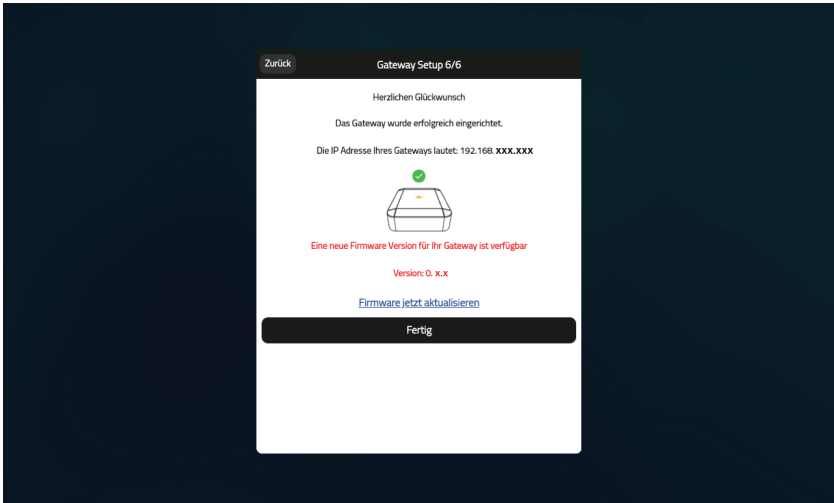 Zurück
Gateway Setup 6/6
Herzlichen Glückwunsch
Das Gateway wurde erfolgreich eingerichtet.
Die IP Adresse Ihres Gateways lautet: 192.168. xxx.xxx
Eine neue Firmware Version für Ihr Gateway ist verfügbar
Version: 0. x.x
Firmware jetzt aktualisieren
Fertig